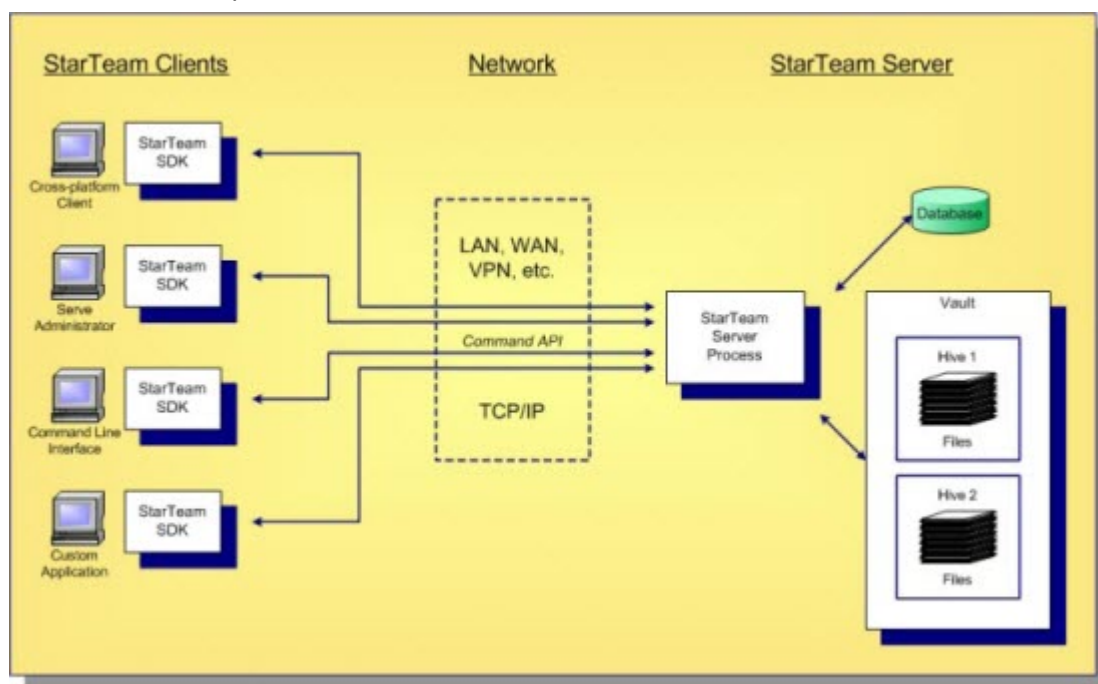 StarTeam Clients
Network
StarTeam Server
StarTeam
SDK
Cross-platform
Client
StarTeam
SDK
Serve
Administrator
StarTeam
SDK
Command Line
Interface
StarTeam
SDK
Custom
Application
LAN, WAN,
VPN, etc.
Command API
TCP/IP
StarTeam
Server
Process
Database
Vault
Hive 1
Files
Hive 2
Files